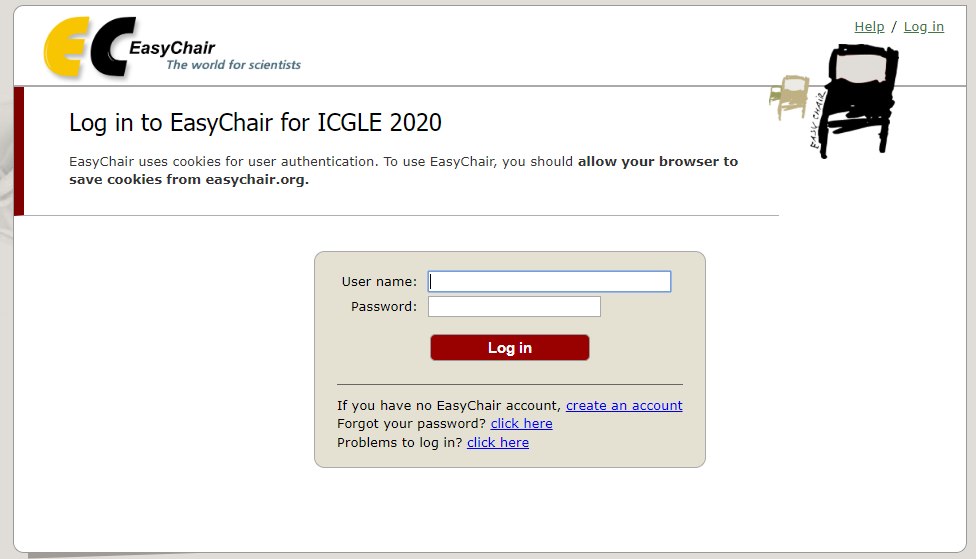 Help / Log in
EC EasyChair
The world for scientists
EASY CHAIR
Log in to EasyChair for ICGLE 2020
EasyChair uses cookies for user authentication. To use EasyChair, you should allow your browser to
save cookies from easychair.org.
User name:
Password:
Log in
If you have no EasyChair account, create an account
Forgot your password? click here
Problems to log in? click here